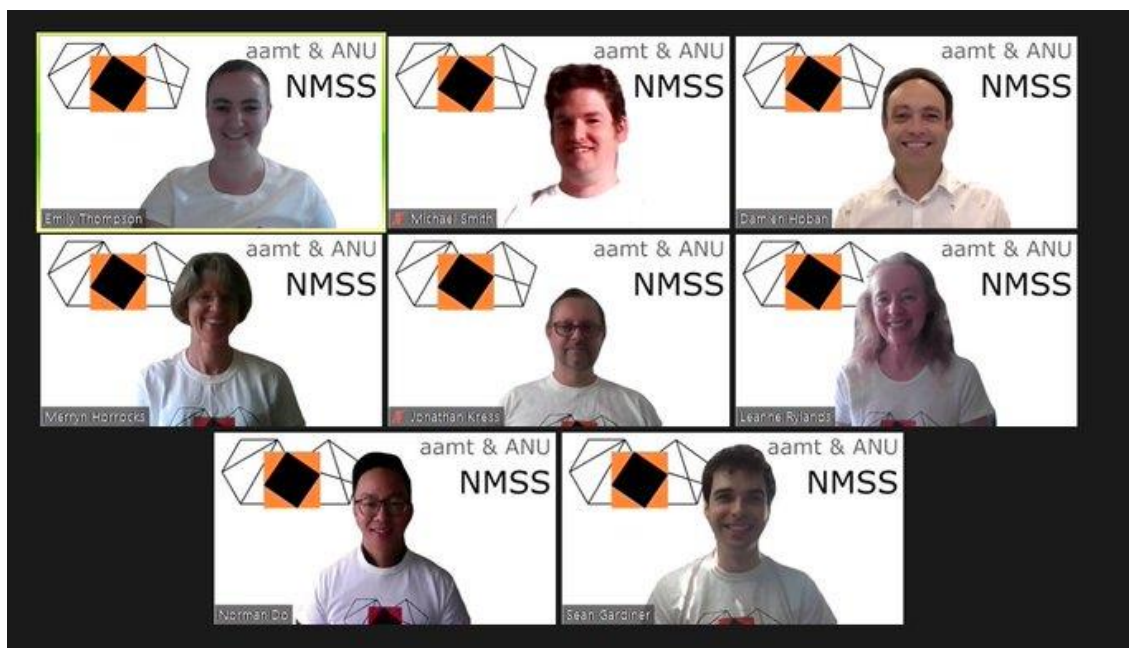 aamt & ANU
NMSS
Emily Thompson
aamt & ANU
NMSS
Michael Smith
aamt & ANU
NMSS
Damien Hoban
aamt & ANU
NMSS
Merryn Horrocks
aamt & ANU
NMSS
Jonathan Kress
aamt & ANU
NMSS
Leanne Rylands
aamt & ANU
NMSS
Norman Do
aamt & ANU
NMSS
Sean Gardiner